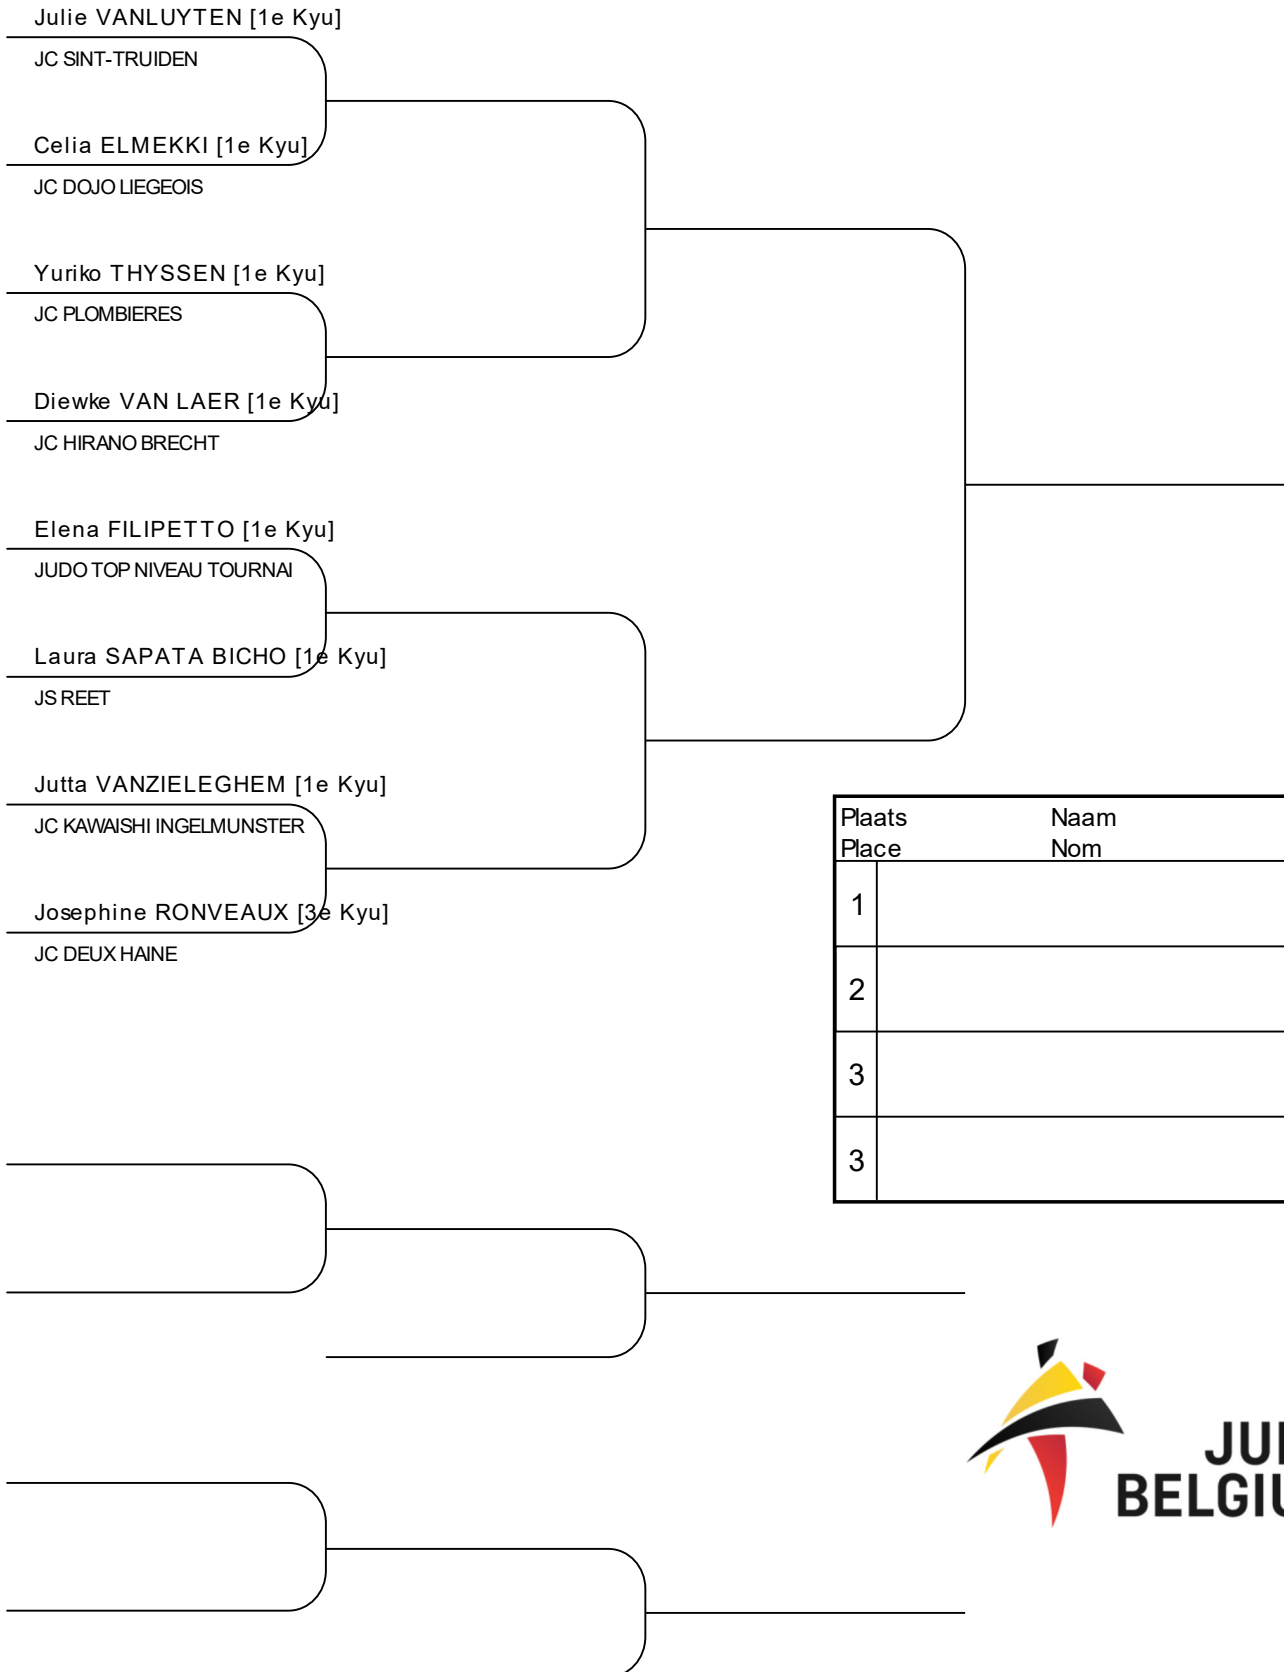 Julie VANLUYTEN [1e Kyu]
JC SINT-TRUIDEN
Celia ELMEKKI [1e Kyu]
JC DOJO LIEGEOIS
Yuriko THYSSEN [1e Kyu]
JC PLOMBIERES
Diewke VAN LAER [1e Kyu]
JC HIRANO BRECHT
Elena FILIPETTO [1e Kyu]
JUDO TOP NIVEAU TOURNAI
Laura SAPATA BICHO [1e Kyu]
JS REET
Jutta VANZIELEGHEM [1e Kyu]
JC KAWAISHI INGELMUNSTER
Josephine RONVEAUX [3e Kyu]
JC DEUX HAINE
Plaats Naam
Place Nom
1
2
3
3
JU
BELGIU